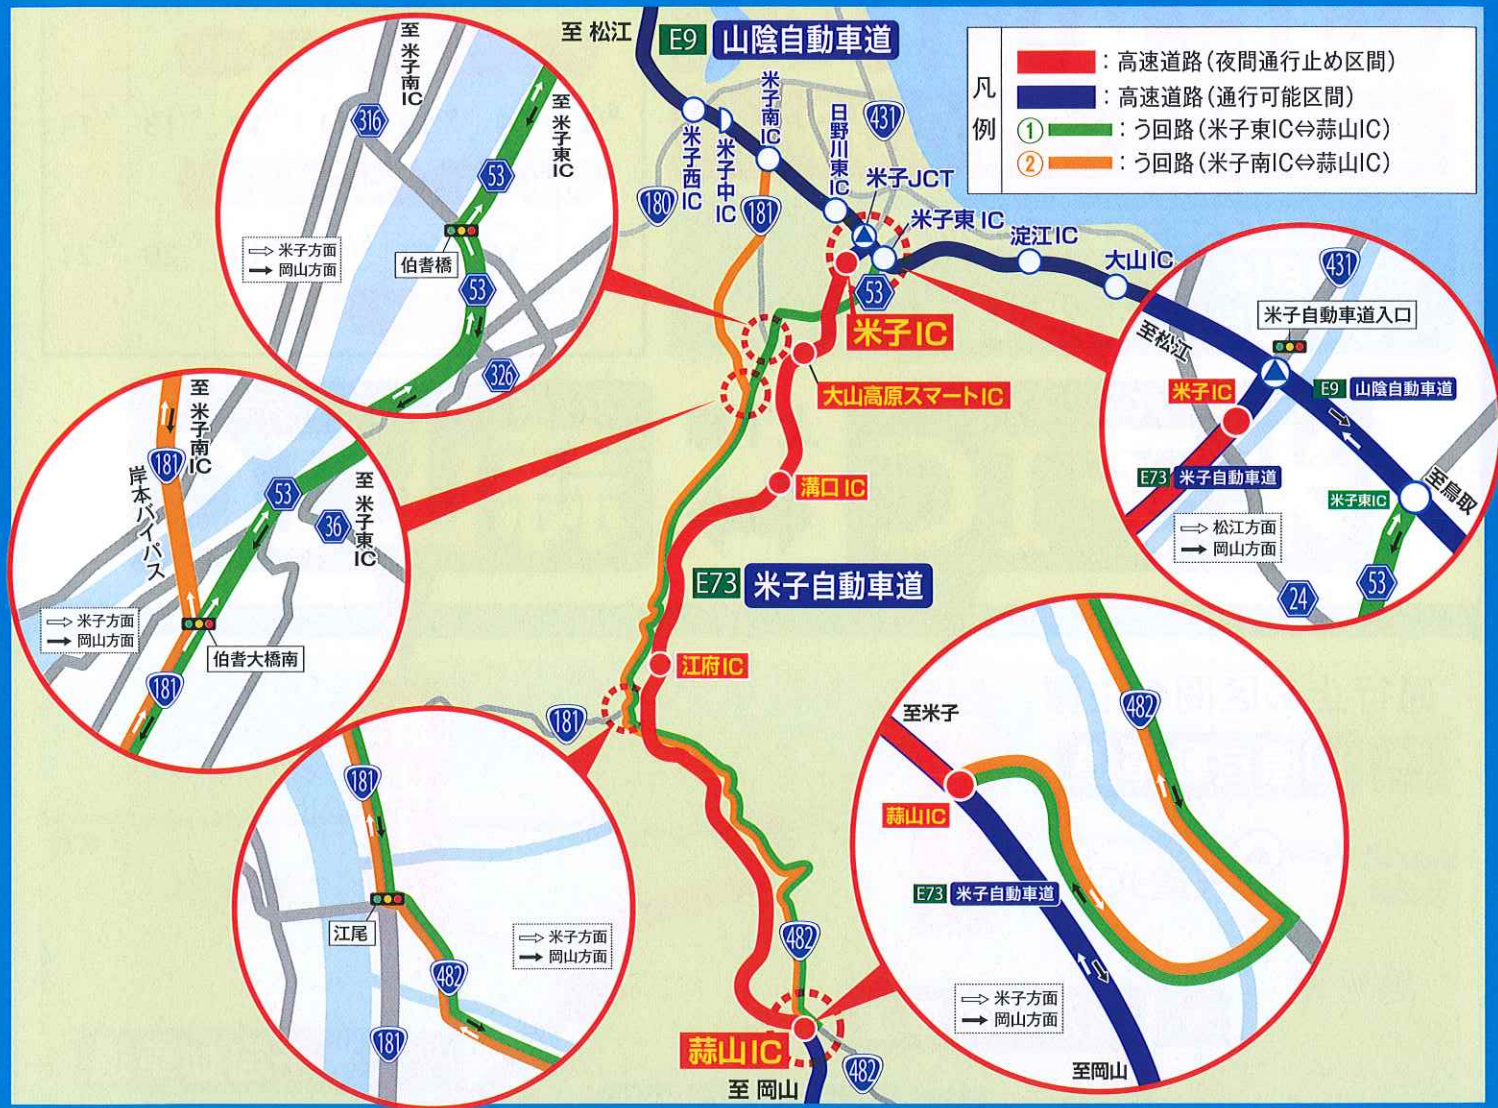 至 松江
E9 山陰自動車道
凡例
：高速道路（夜間通行止め区間）
：高速道路（通行可能区間）
①：う回路（米子東IC⇔蒜山IC）
②：う回路（米子南IC⇔蒜山IC）
米子西IC
米子中IC
米子南IC
日野川東IC
米子JCT
米子東 IC
淀江IC
大山 IC
180
181
431
53
米子IC
大山高原スマートIC
溝口 IC
E73 米子自動車道
江府IC
181
482
蒜山IC
482
至 岡山
至 米子南IC
至 米子東IC
316
53
伯耆橋
53
326
⇨ 米子方面
➞ 岡山方面
至 米子南IC
181
岸本バイパス
53
至 米子東IC
36
⇨ 米子方面
➞ 岡山方面
伯耆大橋南
181
181
江尾
482
181
⇨ 米子方面
➞ 岡山方面
431
米子自動車道入口
至松江
米子IC
E9 山陰自動車道
E73 米子自動車道
至鳥取
米子東IC
⇨ 松江方面
➞ 岡山方面
24
53
至米子
482
蒜山IC
E73 米子自動車道
⇨ 米子方面
➞ 岡山方面
至岡山